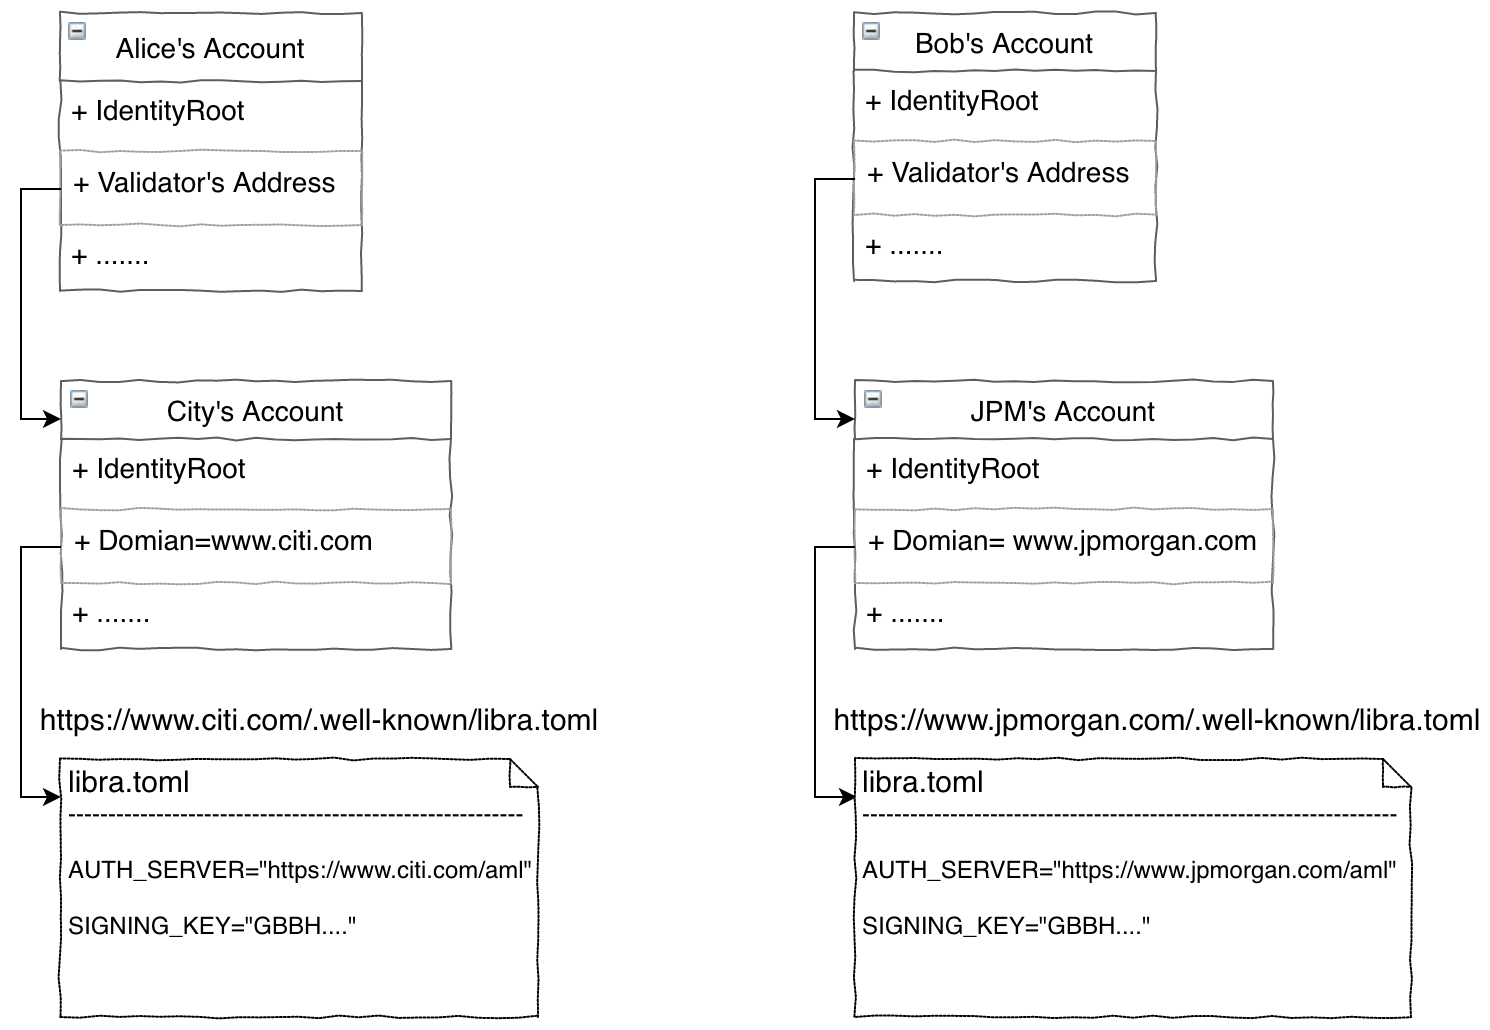 Alice's Account
+ IdentityRoot
+ Validator's Address
+ .......
City's Account
+ IdentityRoot
+ Domian=www.citi.com
+ .......
https://www.citi.com/.well-known/libra.toml
libra.toml
---------------------------------------------------------
AUTH_SERVER="https://www.citi.com/aml"
SIGNING_KEY="GBBH...."
Bob's Account
+ IdentityRoot
+ Validator's Address
+ .......
JPM's Account
+ IdentityRoot
+ Domian= www.jpmorgan.com
+ .......
https://www.jpmorgan.com/.well-known/libra.toml
libra.toml
-------------------------------------------------------------------
AUTH_SERVER="https://www.jpmorgan.com/aml"
SIGNING_KEY="GBBH...."